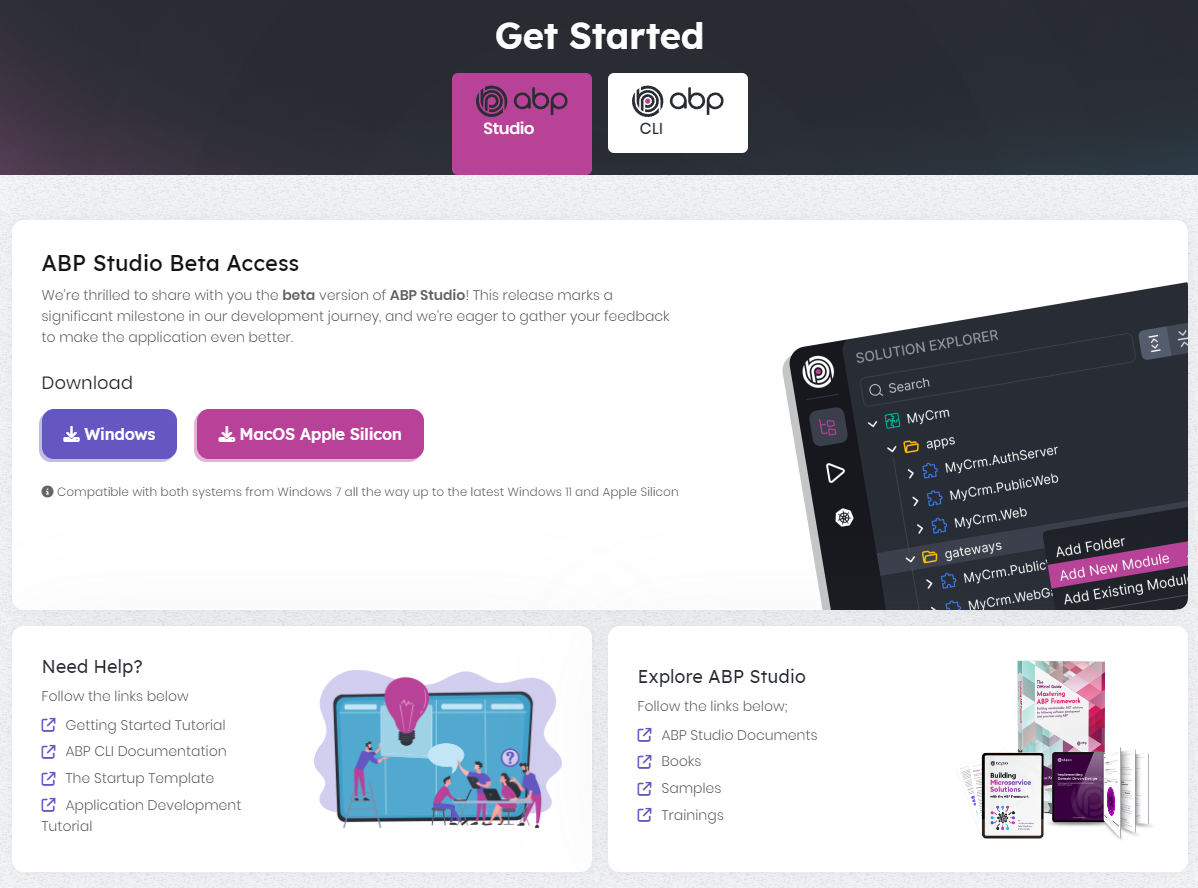 Get Started
abp
Studio
abp
CLI
ABP Studio Beta Access
We're thrilled to share with you the beta version of ABP Studio! This release marks a
significant milestone in our development journey, and we're eager to gather your feedback
to make the application even better.
Download
Windows
MacOS Apple Silicon
Compatible with both systems from Windows 7 all the way up to the latest Windows 11 and Apple Silicon
SOLUTION EXPLORER
Search
MyCrm
apps
MyCrm.AuthServer
MyCrm.PublicWeb
MyCrm.Web
gateways
MyCrm.Public
MyCrm.WebGa
Add Folder
Add New Module
Add Existing Module
Need Help?
Follow the links below
Getting Started Tutorial
ABP CLI Documentation
The Startup Template
Application Development
Tutorial
?
Explore ABP Studio
Follow the links below;
ABP Studio Documents
Books
Samples
Trainings
The
Official Guide
Mastering
ABP Framework
abp
Building
Microservice
Solutions
with the ABP Framework
Implementing
Domain Driven Design